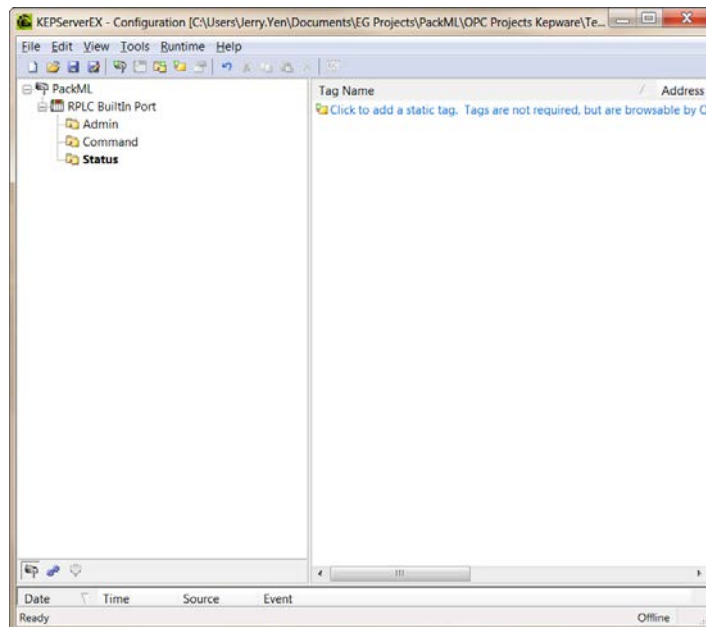 KEPServerEX - Configuration [C:\Users\Jerry.Yen\Documents\EG Projects\PackML\OPC Projects Kepware\Te...
File Edit View Tools Runtime Help
PackML
RPLC BuiltIn Port
Admin
Command
Status
Tag Name Address
Click to add a static tag. Tags are not required, but are browsable by O
Date Time Source Event
Ready Offline